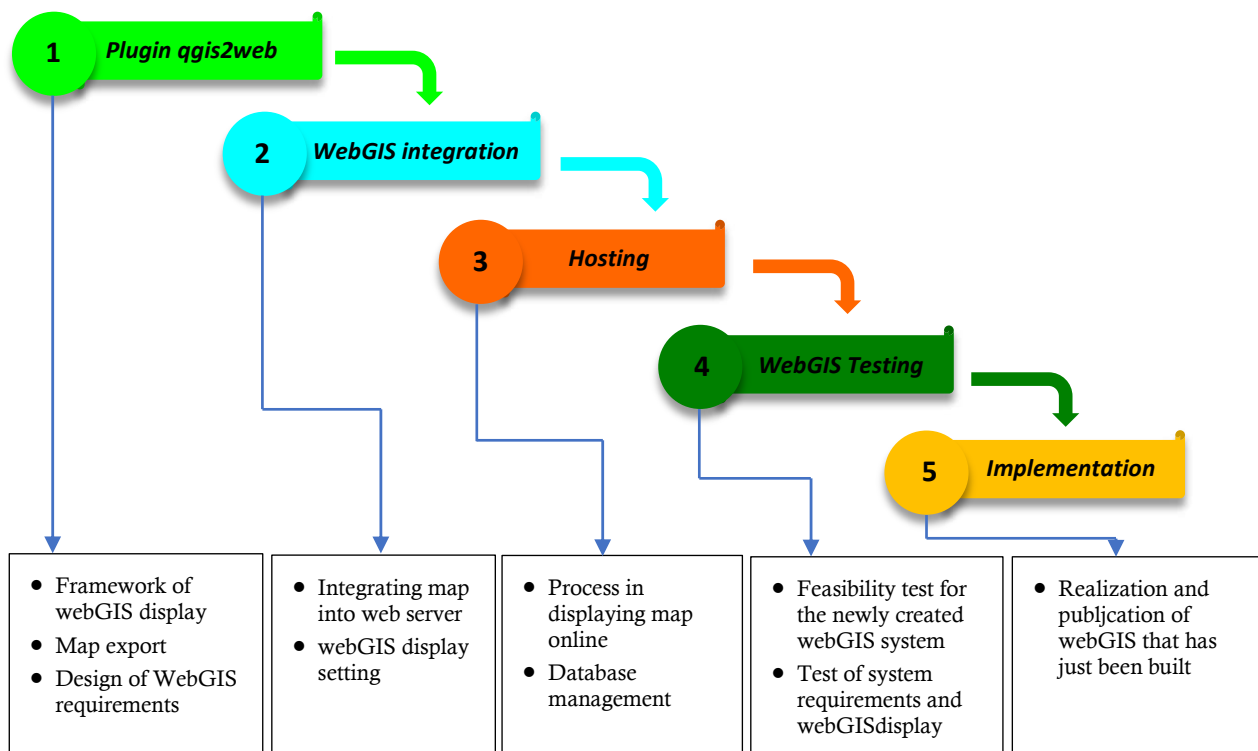 1 Plugin qgis2web
2 WebGIS integration
3 Hosting
4 WebGIS Testing
5 Implementation
• Framework of
webGIS display
• Map export
• Design of WebGIS
requirements
• Integrating map
into web server
• webGIS display
setting
• Process in
displaying map
online
• Database
management
• Feasibility test for
the newly created
webGIS system
• Test of system
requirements and
webGISdisplay
• Realization and
publjcation of
webGIS that has
just been built